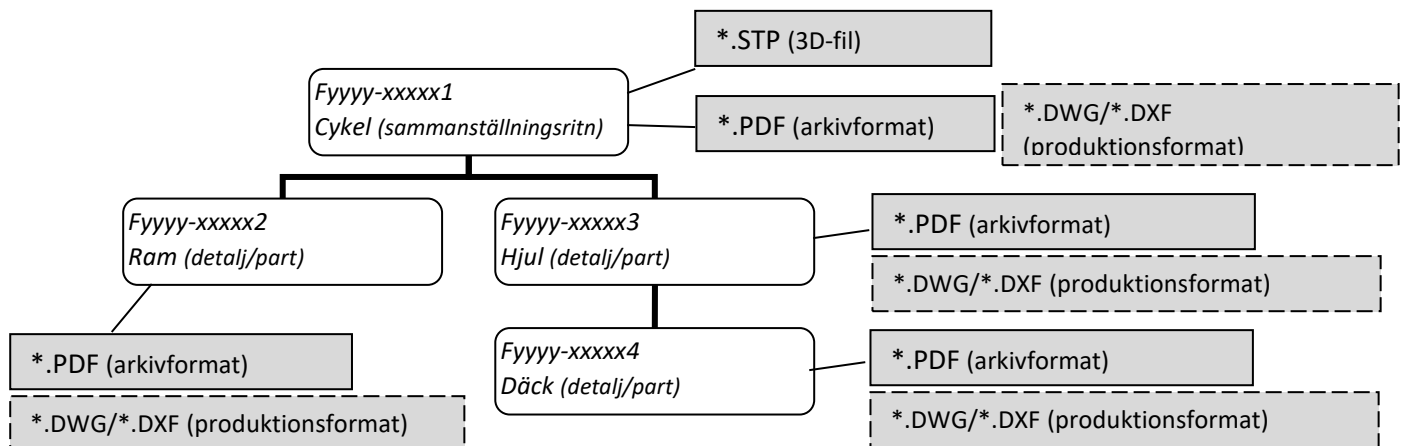 *.STP (3D-fil)
Fyyyy-xxxxx1
Cykel (sammanställningsritn)
*.PDF (arkivformat)
*.DWG/*.DXF
(produktionsformat)
Fyyyy-xxxxx2
Ram (detalj/part)
Fyyyy-xxxxx3
Hjul (detalj/part)
*.PDF (arkivformat)
*.DWG/*.DXF (produktionsformat)
*.PDF (arkivformat)
*.DWG/*.DXF (produktionsformat)
Fyyyy-xxxxx4
Däck (detalj/part)
*.PDF (arkivformat)
*.DWG/*.DXF (produktionsformat)